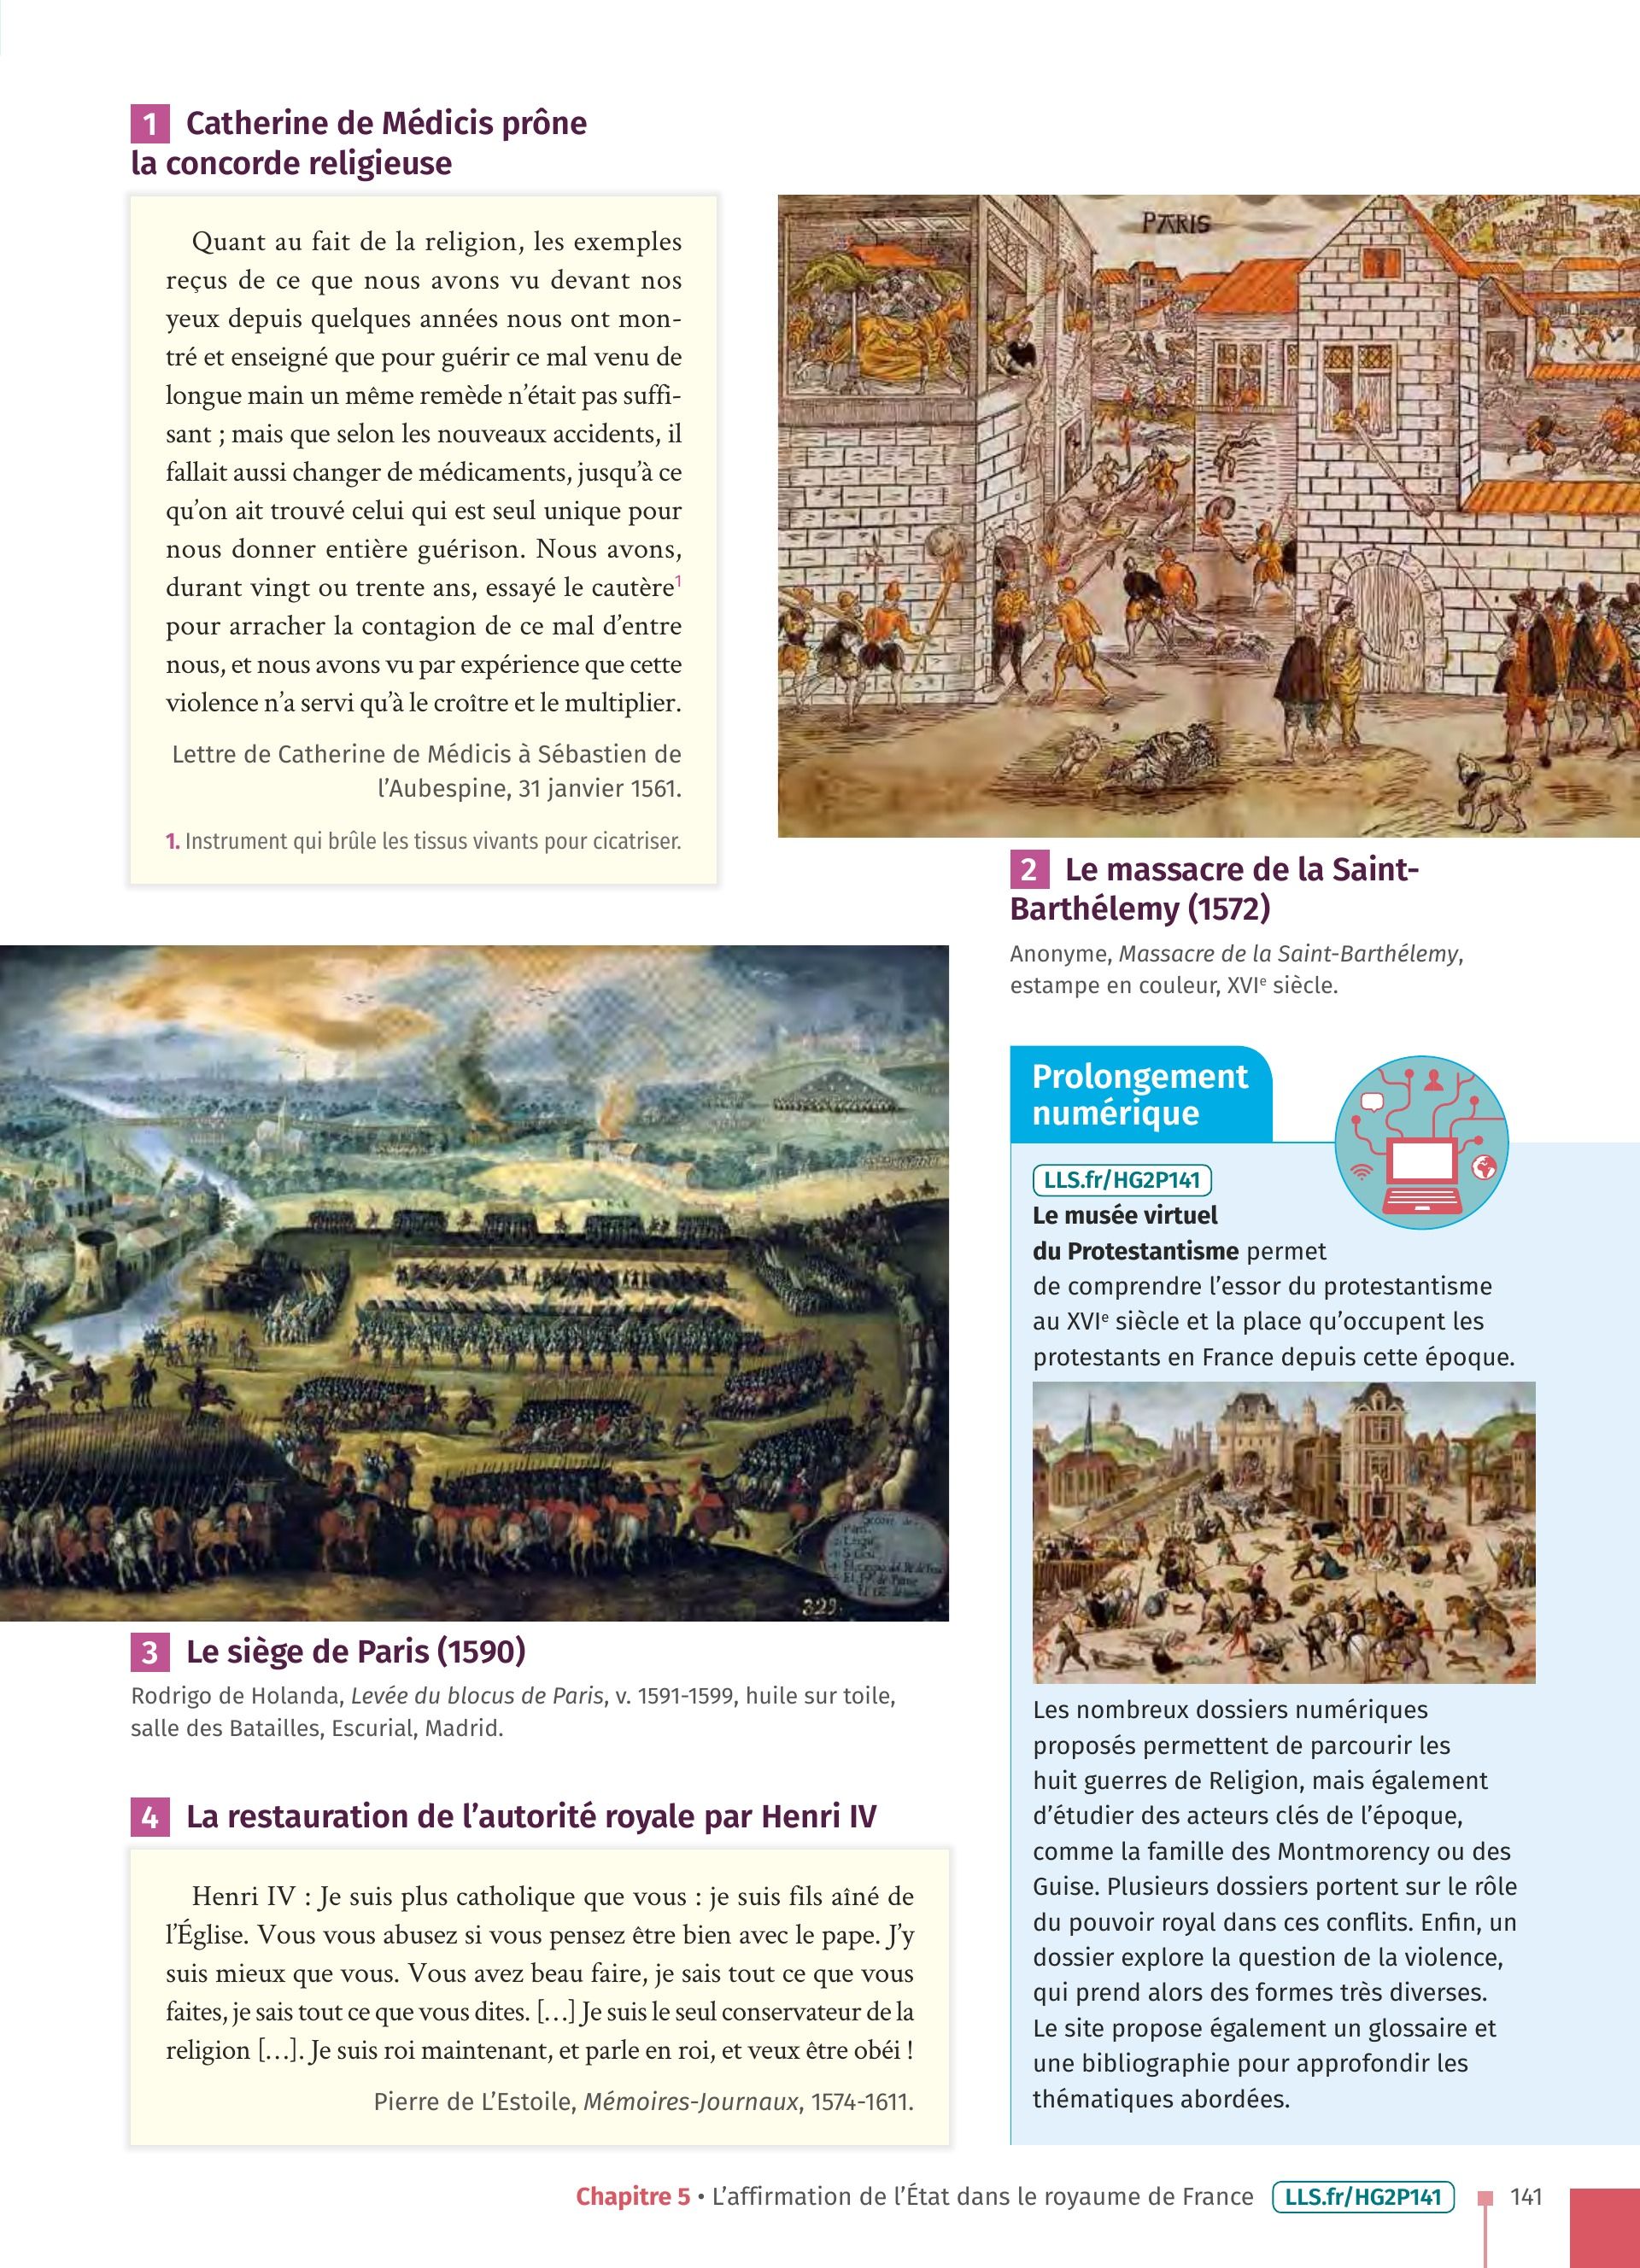 1 Catherine de Médicis prône
la concorde religieuse
Quant au fait de la religion, les exemples
reçus de ce que nous avons vu devant nos
yeux depuis quelques années nous ont mon-
tré et enseigné que pour guérir ce mal venu de
longue main un même remède n’était pas suffi-
sant ; mais que selon les nouveaux accidents, il
fallait aussi changer de médicaments, jusqu’à ce
qu’on ait trouvé celui qui est seul unique pour
nous donner entière guérison. Nous avons,
durant vingt ou trente ans, essayé le cautère1
pour arracher la contagion de ce mal d’entre
nous, et nous avons vu par expérience que cette
violence n’a servi qu’à le croître et le multiplier.
Lettre de Catherine de Médicis à Sébastien de
l’Aubespine, 31 janvier 1561.
1. Instrument qui brûle les tissus vivants pour cicatriser.
PARIS
2 Le massacre de la Saint-
Barthélemy (1572)
Anonyme, Massacre de la Saint-Barthélemy,
estampe en couleur, XVIe siècle.
329.
3 Le siège de Paris (1590)
Rodrigo de Holanda, Levée du blocus de Paris, v. 1591-1599, huile sur toile,
salle des Batailles, Escurial, Madrid.
4 La restauration de l’autorité royale par Henri IV
Henri IV : Je suis plus catholique que vous : je suis fils aîné de
l’Église. Vous vous abusez si vous pensez être bien avec le pape. J’y
suis mieux que vous. Vous avez beau faire, je sais tout ce que vous
faites, je sais tout ce que vous dites. […] Je suis le seul conservateur de la
religion […]. Je suis roi maintenant, et parle en roi, et veux être obéi !
Pierre de L’Estoile, Mémoires-Journaux, 1574-1611.
Prolongement
numérique
LLS.fr/HG2P141
Le musée virtuel
du Protestantisme permet
de comprendre l’essor du protestantisme
au XVIe siècle et la place qu’occupent les
protestants en France depuis cette époque.
Les nombreux dossiers numériques
proposés permettent de parcourir les
huit guerres de Religion, mais également
d’étudier des acteurs clés de l’époque,
comme la famille des Montmorency ou des
Guise. Plusieurs dossiers portent sur le rôle
du pouvoir royal dans ces conflits. Enfin, un
dossier explore la question de la violence,
qui prend alors des formes très diverses.
Le site propose également un glossaire et
une bibliographie pour approfondir les
thématiques abordées.
Chapitre 5 • L’affirmation de l’État dans le royaume de France LLS.fr/HG2P141 141